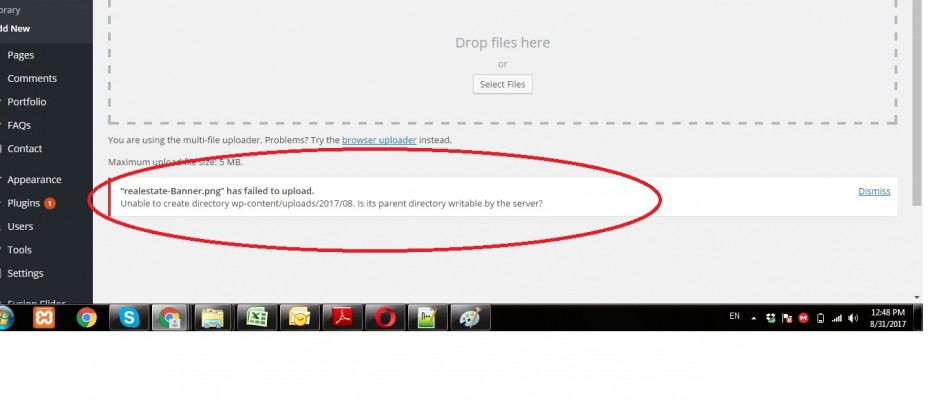 brary
dd New
Pages
Comments
Portfolio
FAQs
Contact
Appearance
Plugins 1
Users
Tools
Settings
Fusion Slider
Drop files here
or
Select Files
You are using the multi-file uploader. Problems? Try the browser uploader instead.
Maximum upload file size: 5 MB.
“realestate-Banner.png” has failed to upload.
Dismiss
Unable to create directory wp-content/uploads/2017/08. Is its parent directory writable by the server?
EN
12:48 PM
8/31/2017